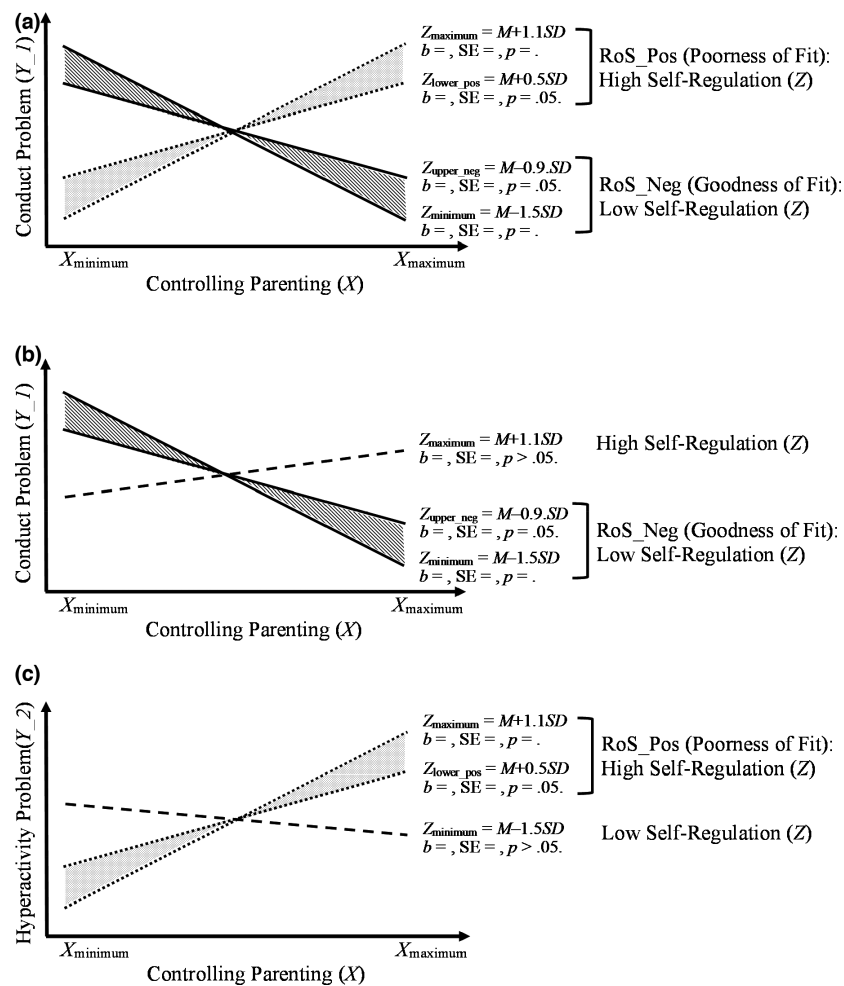 (a)
Conduct Problem (Y_1)
Zmaximum = M+1.1SD
b = , SE = , p = .
Zlower_pos = M+0.5SD
b = , SE = , p = .05.
RoS_Pos (Poorness of Fit):
High Self-Regulation (Z)
Zupper_neg = M–0.9.SD
b = , SE = , p = .05.
Zminimum = M–1.5SD
b = , SE = , p = .
RoS_Neg (Goodness of Fit):
Low Self-Regulation (Z)
Xminimum
Xmaximum
Controlling Parenting (X)
(b)
Conduct Problem (Y_1)
Zmaximum = M+1.1SD
b = , SE = , p > .05.
High Self-Regulation (Z)
Zupper_neg = M–0.9.SD
b = , SE = , p = .05.
Zminimum = M–1.5SD
b = , SE = , p = .
RoS_Neg (Goodness of Fit):
Low Self-Regulation (Z)
Xminimum
Xmaximum
Controlling Parenting (X)
(c)
Hyperactivity Problem(Y_2)
Zmaximum = M+1.1SD
b = , SE = , p = .
Zlower_pos = M+0.5SD
b = , SE = , p = .05.
RoS_Pos (Poorness of Fit):
High Self-Regulation (Z)
Zminimum = M–1.5SD
b = , SE = , p > .05.
Low Self-Regulation (Z)
Xminimum
Xmaximum
Controlling Parenting (X)